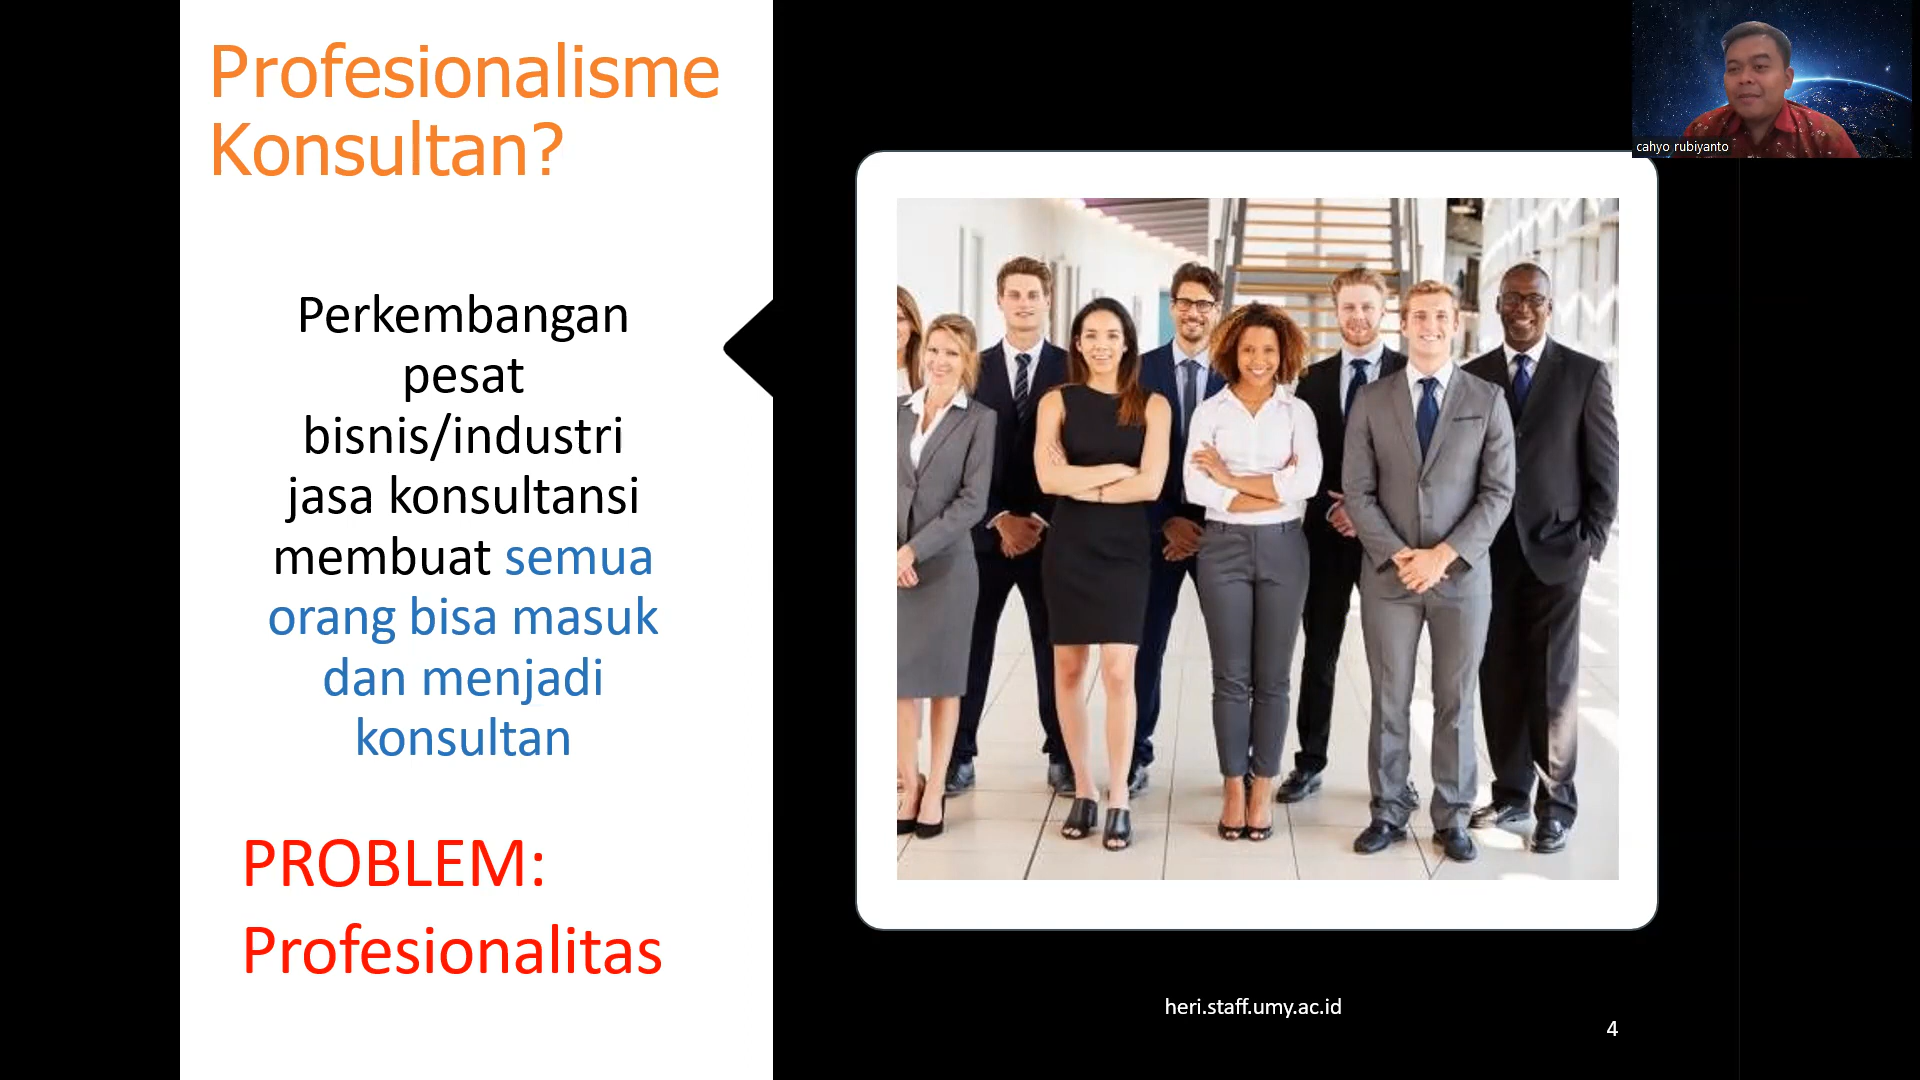 Profesionalisme
Konsultan?
Perkembangan
pesat
bisnis/industri
jasa konsultansi
membuat semua
orang bisa masuk
dan menjadi
konsultan
PROBLEM:
Profesionalitas
cahyo rubiyanto
heri.staff.umy.ac.id
4